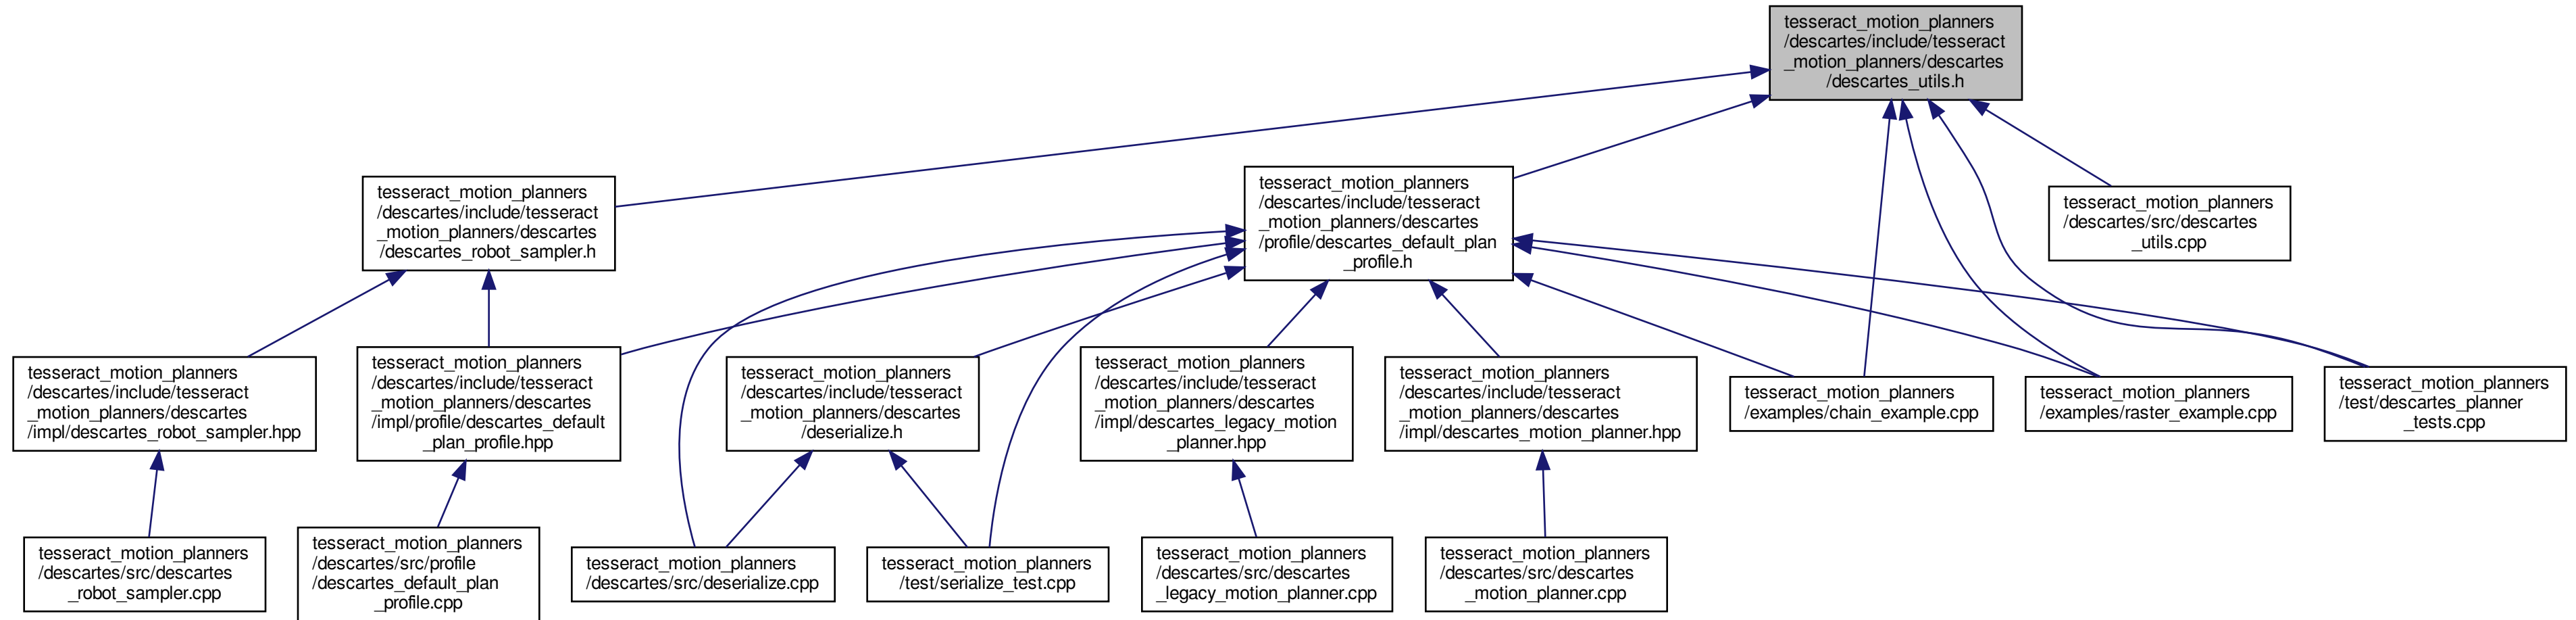 tesseract_motion_planners
/descartes/include/tesseract
_motion_planners/descartes
/descartes_utils.h
tesseract_motion_planners
/descartes/include/tesseract
_motion_planners/descartes
/descartes_robot_sampler.h
tesseract_motion_planners
/descartes/include/tesseract
_motion_planners/descartes
/profile/descartes_default_plan
_profile.h
tesseract_motion_planners
/descartes/src/descartes
_utils.cpp
tesseract_motion_planners
/descartes/include/tesseract
_motion_planners/descartes
/impl/descartes_robot_sampler.hpp
tesseract_motion_planners
/descartes/include/tesseract
_motion_planners/descartes
/impl/profile/descartes_default
_plan_profile.hpp
tesseract_motion_planners
/descartes/include/tesseract
_motion_planners/descartes
/deserialize.h
tesseract_motion_planners
/descartes/include/tesseract
_motion_planners/descartes
/impl/descartes_legacy_motion
_planner.hpp
tesseract_motion_planners
/descartes/include/tesseract
_motion_planners/descartes
/impl/descartes_motion_planner.hpp
tesseract_motion_planners
/examples/chain_example.cpp
tesseract_motion_planners
/examples/raster_example.cpp
tesseract_motion_planners
/test/descartes_planner
_tests.cpp
tesseract_motion_planners
/descartes/src/descartes
_robot_sampler.cpp
tesseract_motion_planners
/descartes/src/profile
/descartes_default_plan
_profile.cpp
tesseract_motion_planners
/descartes/src/deserialize.cpp
tesseract_motion_planners
/test/serialize_test.cpp
tesseract_motion_planners
/descartes/src/descartes
_legacy_motion_planner.cpp
tesseract_motion_planners
/descartes/src/descartes
_motion_planner.cpp